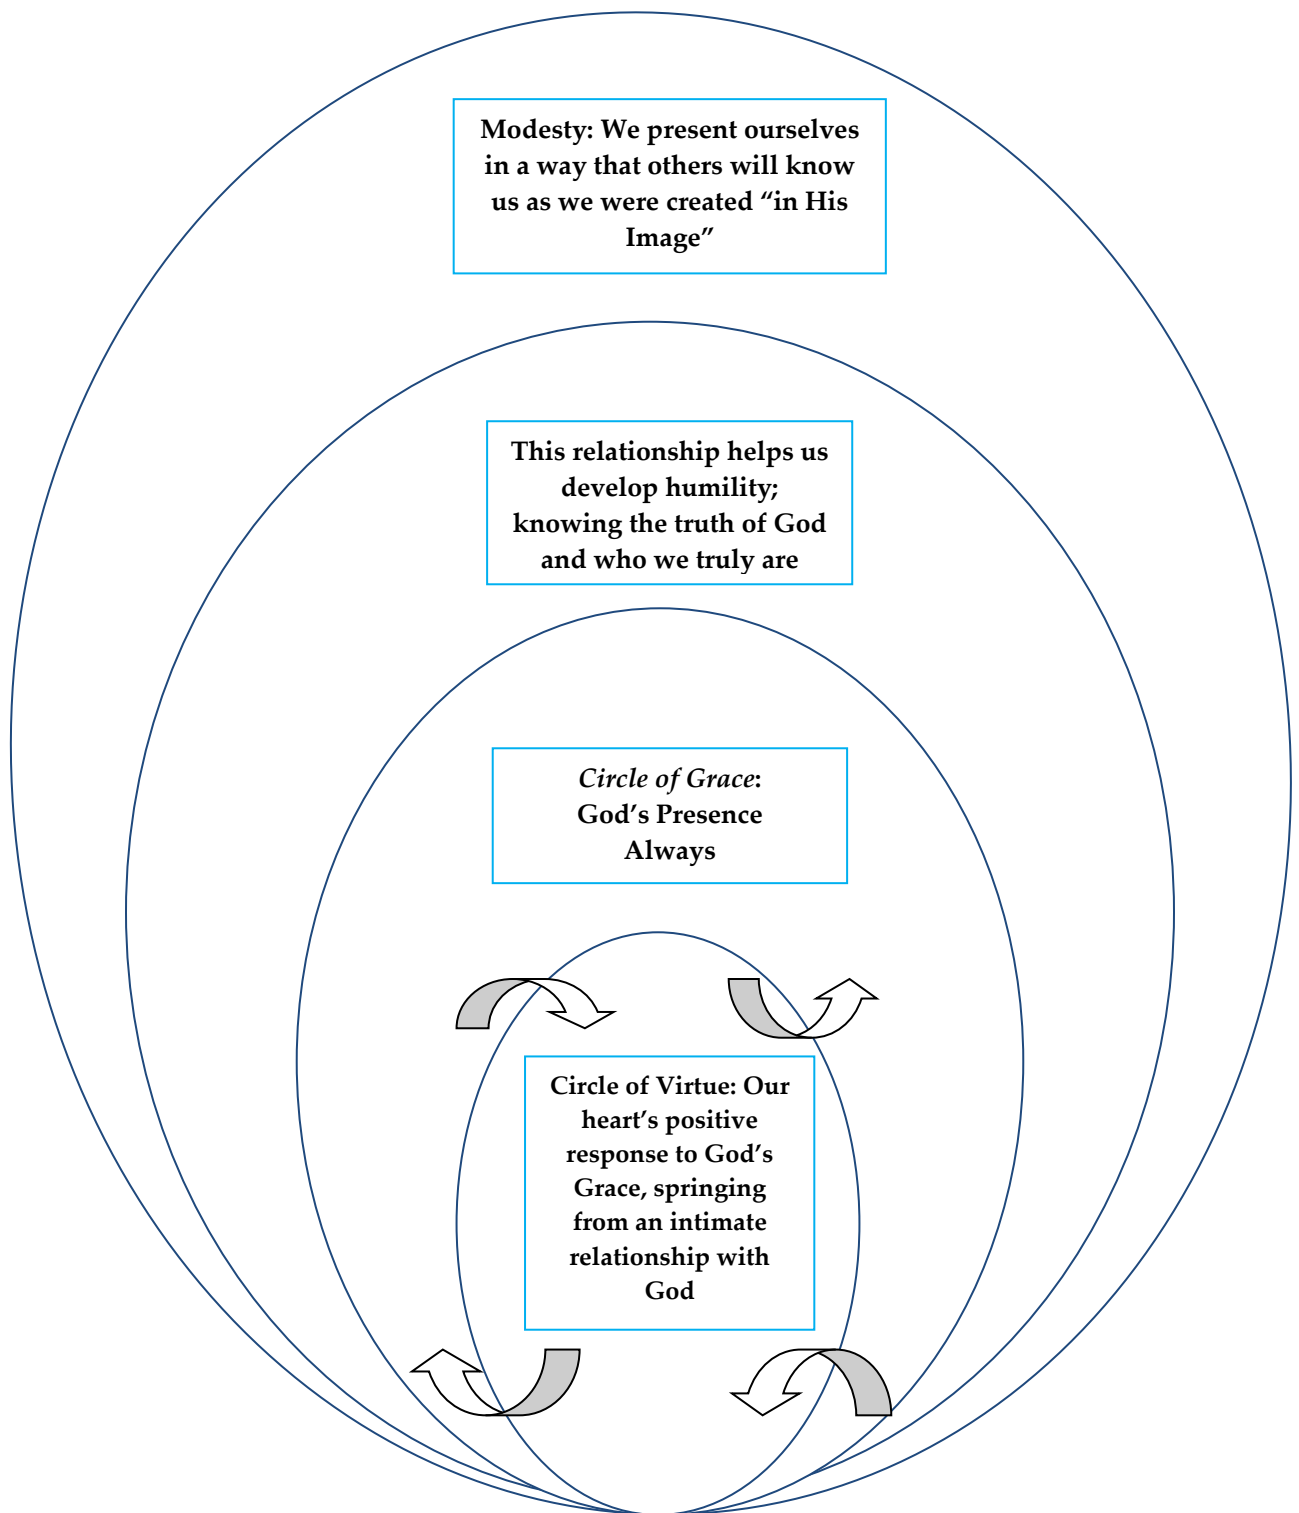 Modesty: We present ourselves
in a way that others will know
us as we were created “in His
Image”
This relationship helps us
develop humility;
knowing the truth of God
and who we truly are
Circle of Grace:
God’s Presence
Always
Circle of Virtue: Our
heart’s positive
response to God’s
Grace, springing
from an intimate
relationship with
God